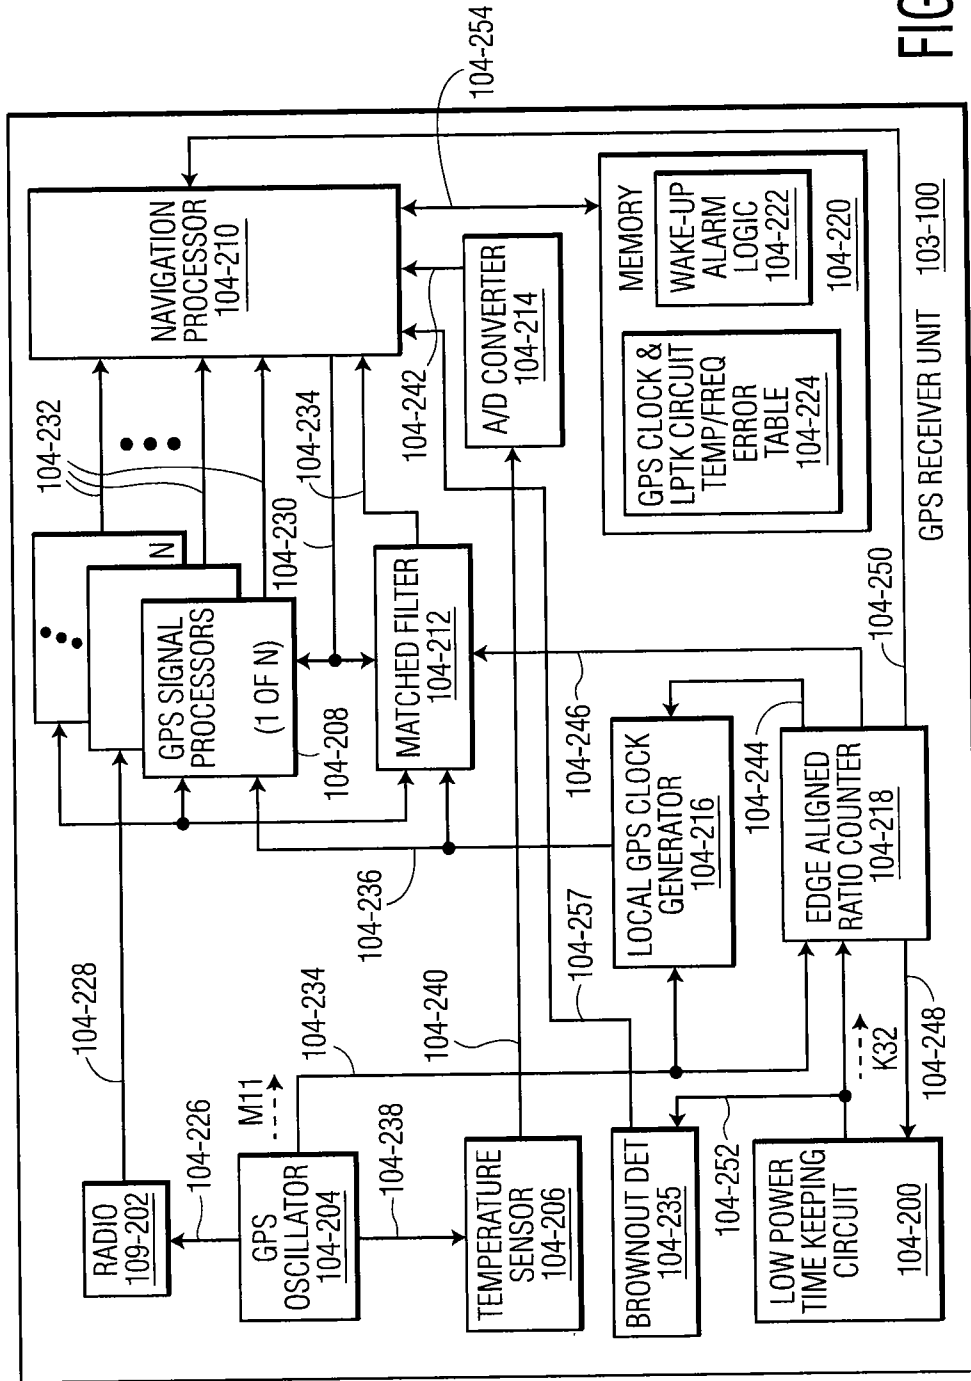 FIG
104-254
NAVIGATION
PROCESSOR
104-210
104-232
N
GPS SIGNAL
PROCESSORS
(1 OF N)
104-208
104-230
104-234
104-242
MATCHED FILTER
104-212
A/D CONVERTER
104-214
MEMORY
WAKE-UP
ALARM
LOGIC
104-222
104-220
GPS CLOCK &
LPTK CIRCUIT
TEMP/FREQ
ERROR
TABLE
104-224
GPS RECEIVER UNIT 103-100
104-250
104-246
104-244
LOCAL GPS CLOCK
GENERATOR
104-216
EDGE ALIGNED
RATIO COUNTER
104-218
104-236
104-257
104-228
104-234
104-240
M11
K32
104-248
104-226
104-238
104-252
RADIO
109-202
GPS
OSCILLATOR
104-204
TEMPERATURE
SENSOR
104-206
BROWNOUT DET
104-235
LOW POWER
TIME KEEPING
CIRCUIT
104-200